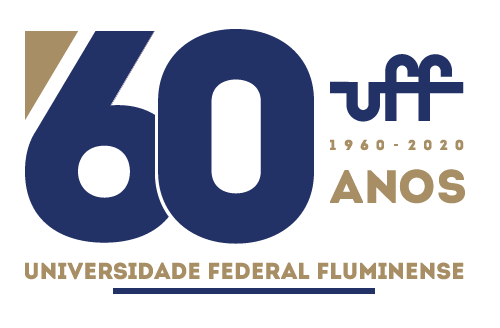 60
uff
1960-2020
ANOS
UNIVERSIDADE FEDERAL FLUMINENSE